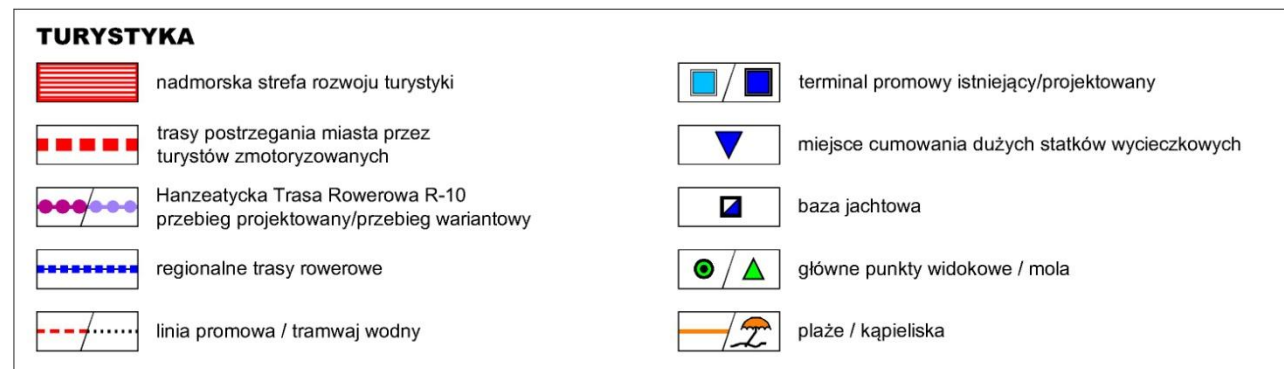 TURYSTYKA
nadmorska strefa rozwoju turystyki
trasy postrzegania miasta przez
turystów zmotoryzowanych
Hanzeatycka Trasa Rowerowa R-10
przebieg projektowany/przebieg wariantowy
regionalne trasy rowerowe
linia promowa / tramwaj wodny
terminal promowy istniejący/projektowany
miejsce cumowania dużych statków wycieczkowych
baza jachtowa
główne punkty widokowe / mola
plaże / kąpieliska